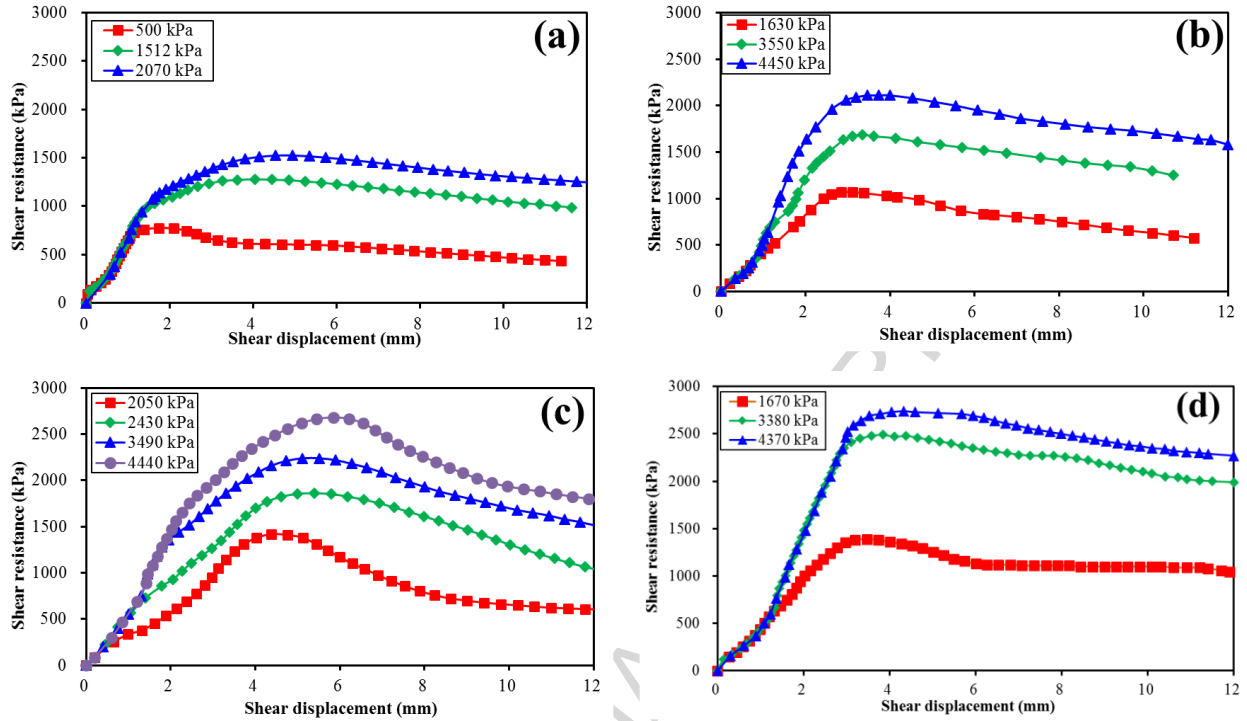 (a)
500 kPa
1512 kPa
2070 kPa
Shear resistance (kPa)
3000
2500
2000
1500
1000
500
0
0 2 4 6 8 10 12
Shear displacement (mm)
(b)
1630 kPa
3550 kPa
4450 kPa
Shear resistance (kPa)
3000
2500
2000
1500
1000
500
0
0 2 4 6 8 10 12
Shear displacement (mm)
(c)
2050 kPa
2430 kPa
3490 kPa
4440 kPa
Shear resistance (kPa)
3000
2500
2000
1500
1000
500
0
0 2 4 6 8 10 12
Shear displacement (mm)
(d)
1670 kPa
3380 kPa
4370 kPa
Shear resistance (kPa)
3000
2500
2000
1500
1000
500
0
0 2 4 6 8 10 12
Shear displacement (mm)